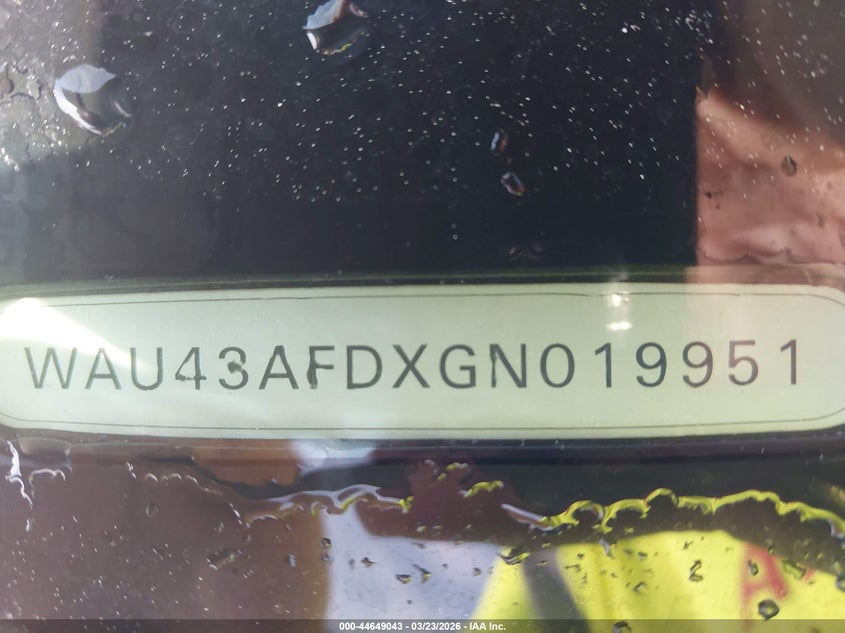 WAU43AFDXGN019951
000-44649043 - 03/23/2026 - IAA Inc.